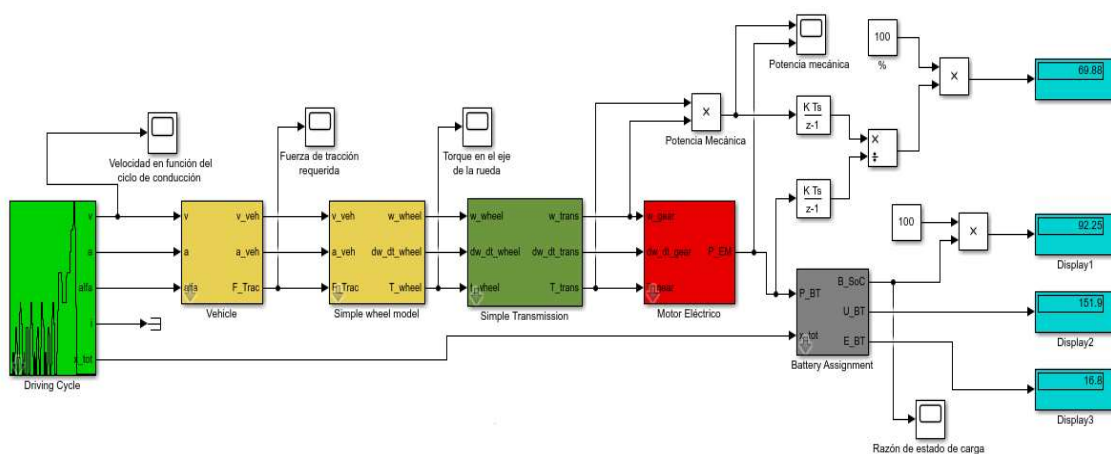 Velocidad en función del
ciclo de conducción
Fuerza de tracción
requerida
Torque en el eje
de la rueda
Potencia Mecánica
x
Potencia mecánica
100
%
x
69.88
K Ts
z-1
K Ts
z-1
x
÷
v
a
alfa
i
x_tot
Driving Cycle
v
a
alfa
v_veh
a_veh
F_Trac
Vehicle
v_veh
a_veh
F_Trac
w_wheel
dw_dt_wheel
T_wheel
Simple wheel model
w_wheel
dw_dt_wheel
w_trans
dw_dt_trans
T_trans
Simple Transmission
w_gear
dw_dt_gear
P_EM
Motor Eléctrico
100
x
92.25
Display1
P_BT
x_tot
B_SoC
U_BT
E_BT
Battery Assignment
151.9
Display2
16.8
Display3
Razón de estado de carga